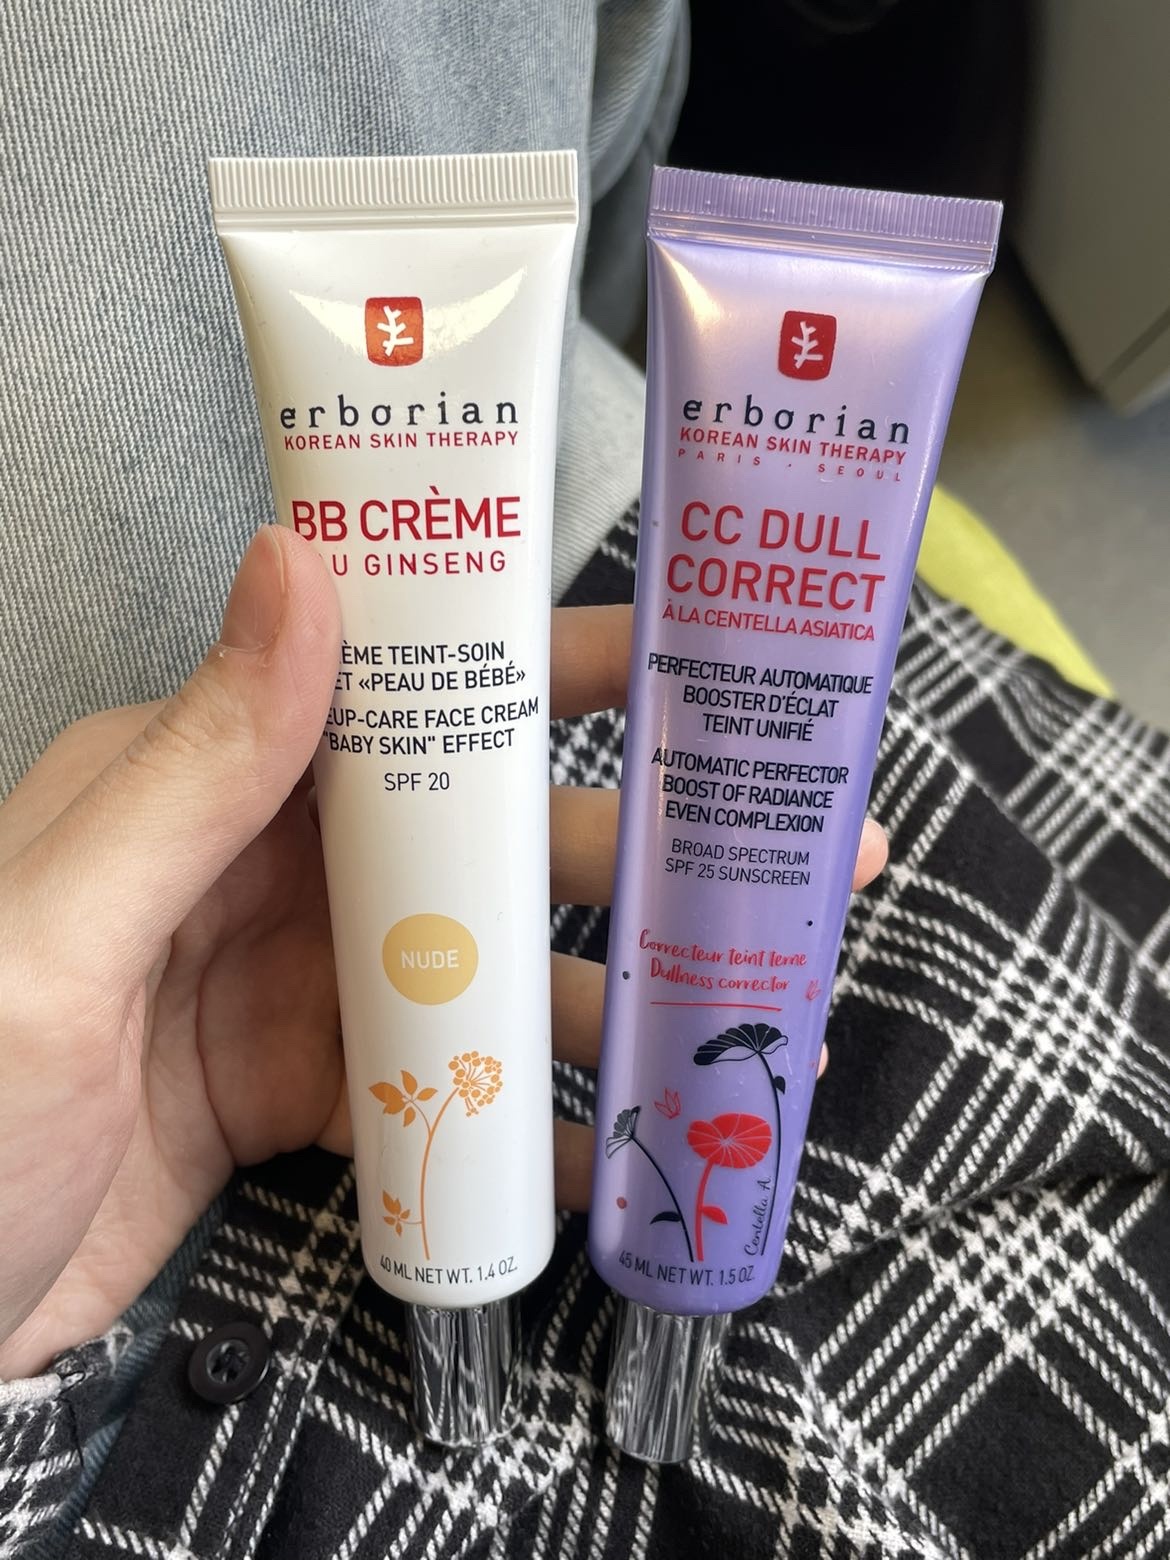 erborian
KOREAN SKIN THERAPY
BB CRÈME
U GINSENG
ÈME TEINT-SOIN
ET «PEAU DE BÉBÉ»
EUP-CARE FACE CREAM
"BABY SKIN" EFFECT
SPF 20
NUDE
40 ML NET WT. 1.4 OZ.
erborian
KOREAN SKIN THERAPY
PARIS . SEOUL
CC DULL
CORRECT
À LA CENTELLA ASIATICA
PERFECTEUR AUTOMATIQUE
BOOSTER D'ÉCLAT
TEINT UNIFIÉ
AUTOMATIC PERFECTOR
BOOST OF RADIANCE
EVEN COMPLEXION
BROAD SPECTRUM
SPF 25 SUNSCREEN
Correcteur teint terne
Dullness corrector
Centella A.
45 ML NET WT. 1.5 OZ.